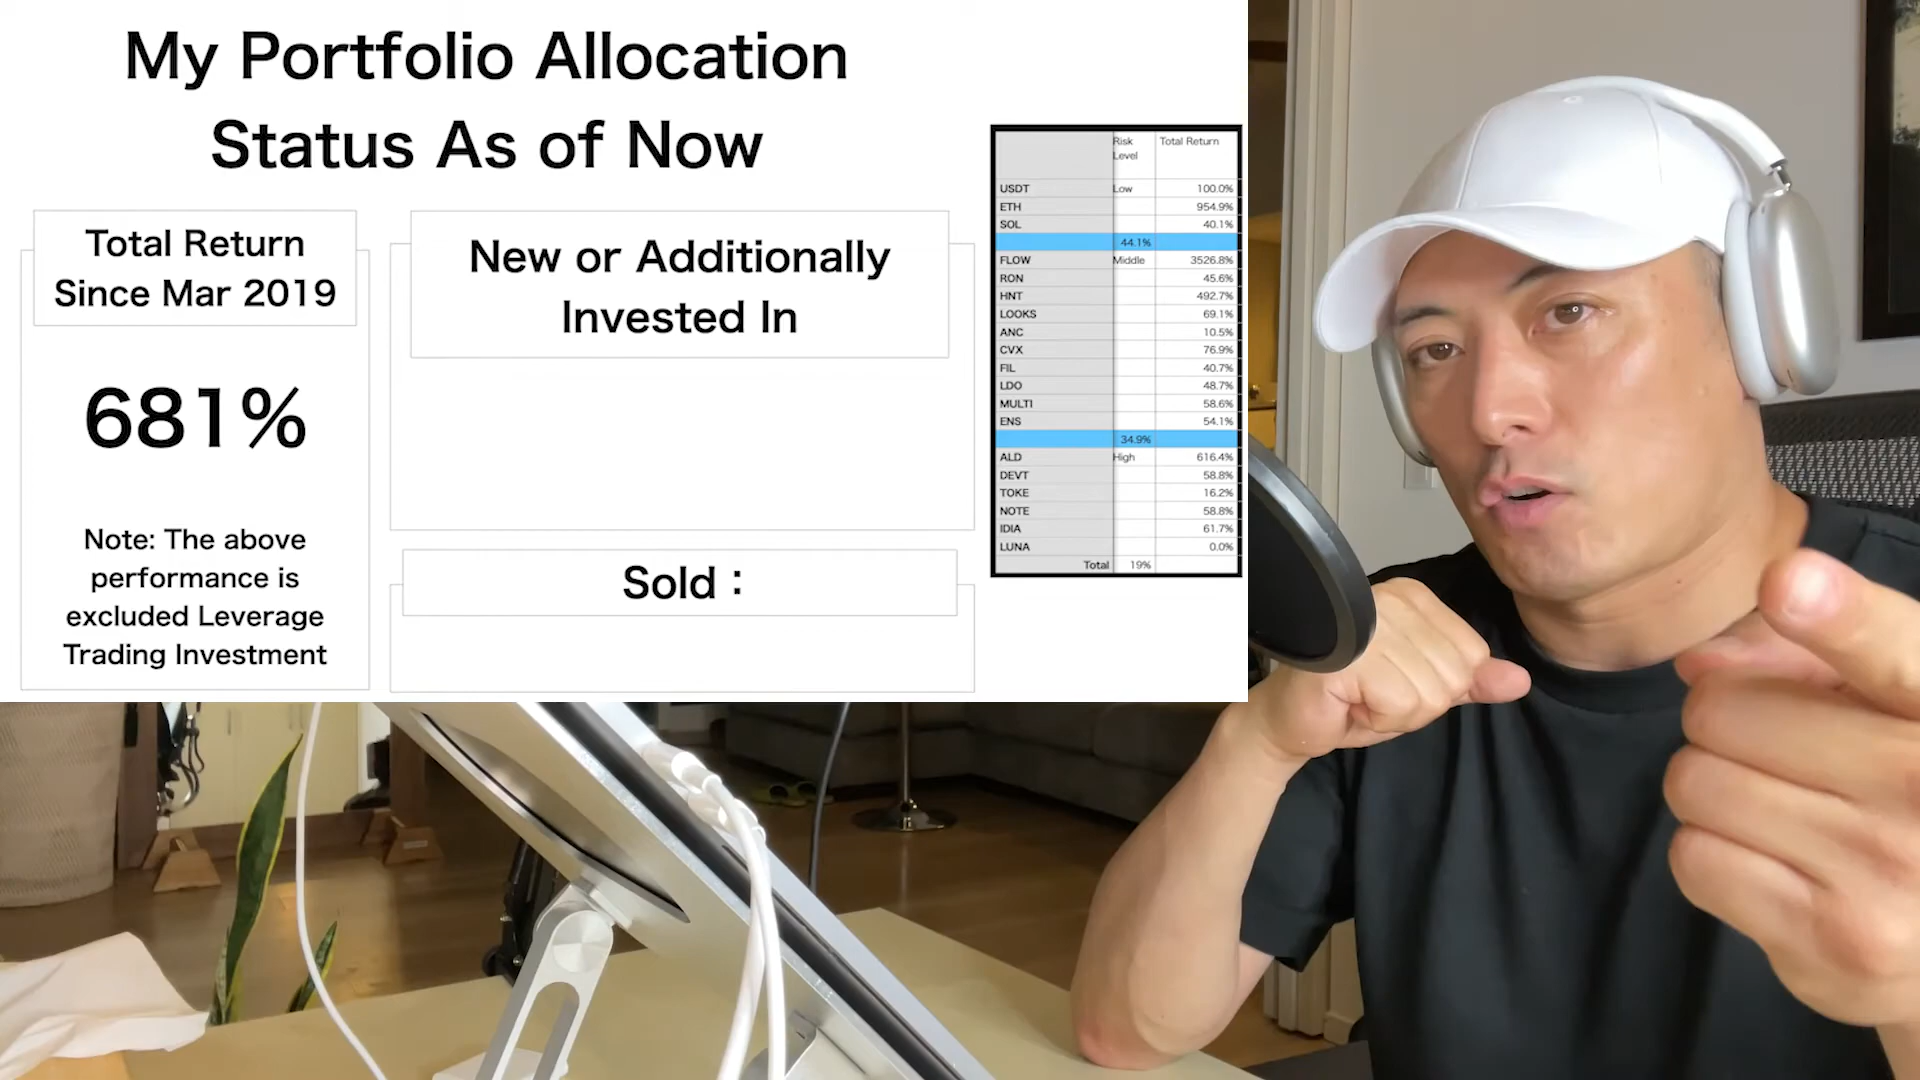 My Portfolio Allocation
Status As of Now
Total Return
Since Mar 2019
681%
Note: The above
performance is
excluded Leverage
Trading Investment
New or Additionally
Invested In
Sold：
Risk Level Total Return
USDT Low 100.0%
ETH 954.9%
SOL 40.1%
44.1%
FLOW Middle 3526.8%
RON 45.6%
HNT 492.7%
LOOKS 69.1%
ANC 10.5%
CVX 76.9%
FIL 40.7%
LDO 48.7%
MULTI 58.6%
ENS 54.1%
34.9%
ALD High 616.4%
DEVT 58.8%
TOKE 16.2%
NOTE 58.8%
IDIA 61.7%
LUNA 0.0%
Total 19%